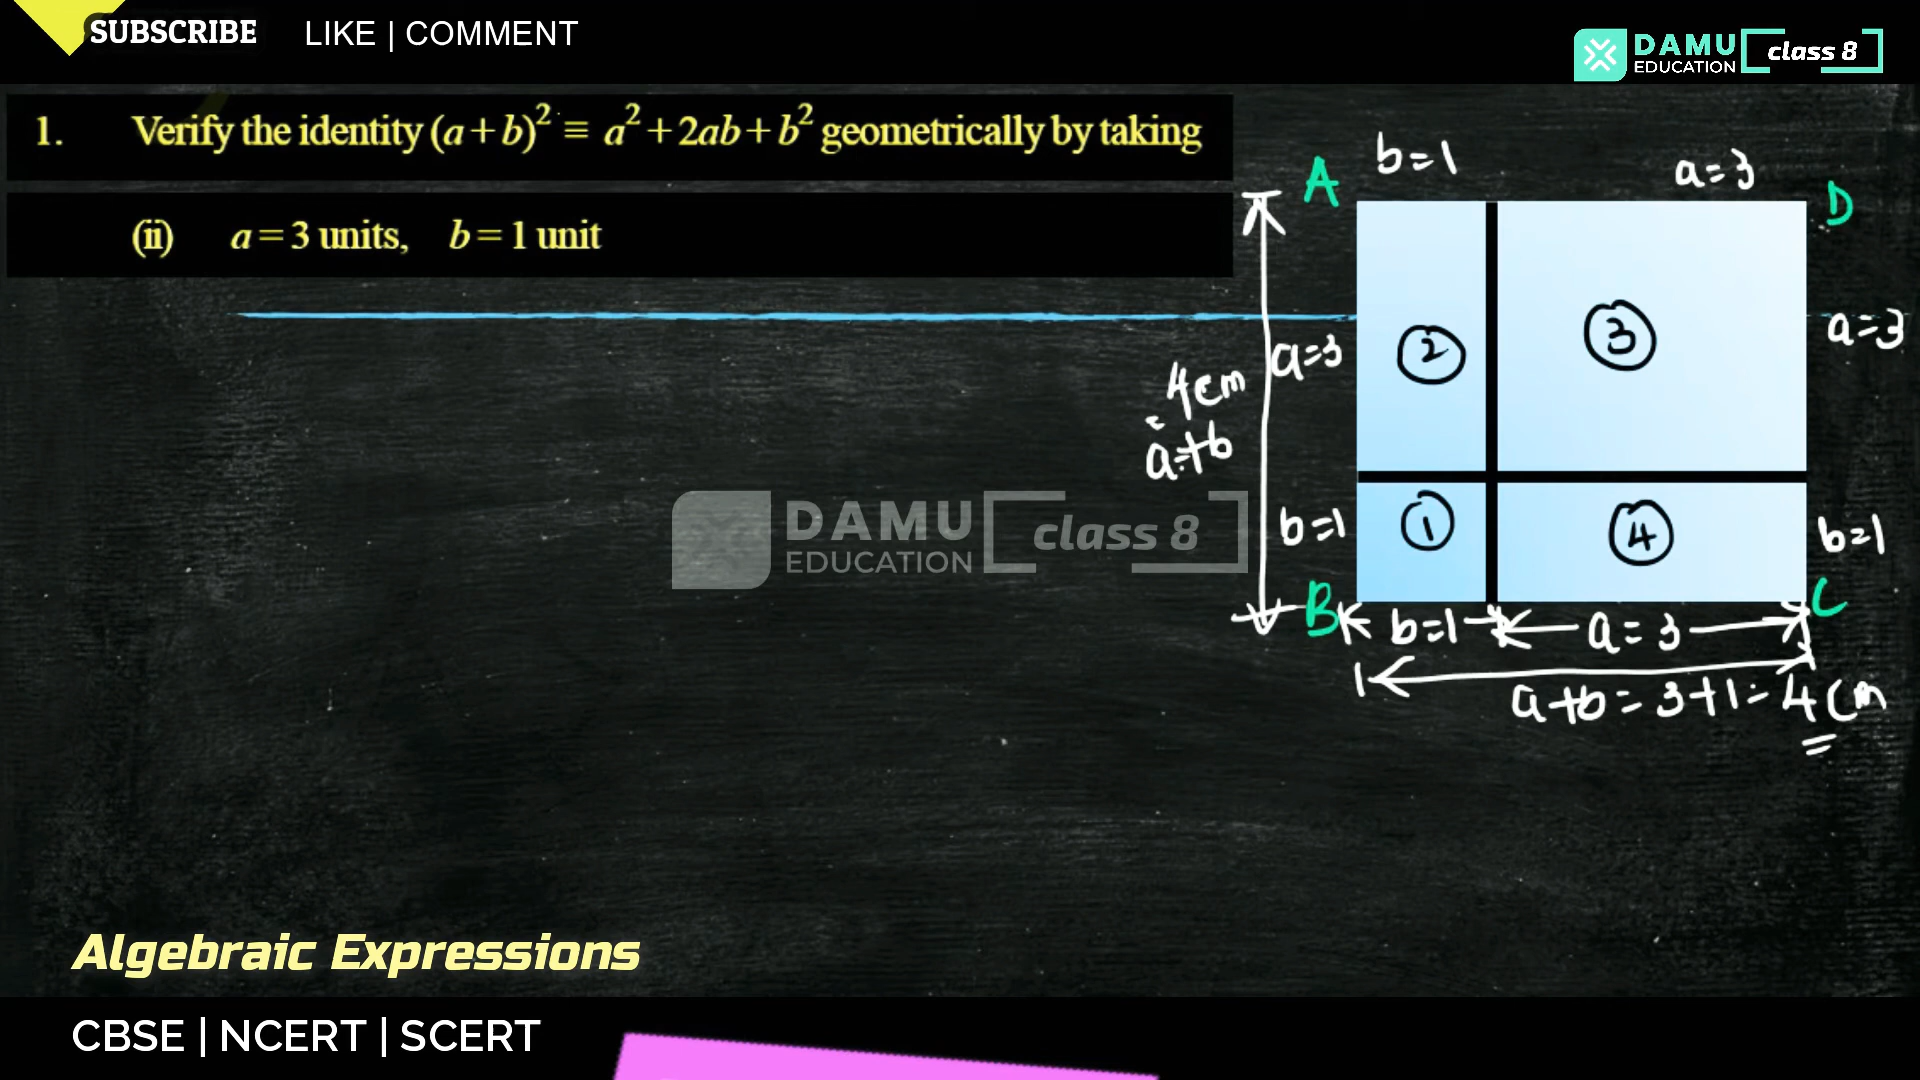 SUBSCRIBE LIKE | COMMENT
DAMU EDUCATION class 8
1. Verify the identity (a+b)² ≡ a²+2ab+b² geometrically by taking
(ii) a=3 units, b=1 unit
A b=1 a=3 D
a=3 ② ③ a=3
4cm
=
a+b
b=1 ① ④ b=1
B b=1 a=3 C
a+b=3+1=4cm
DAMU EDUCATION class 8
Algebraic Expressions
CBSE | NCERT | SCERT